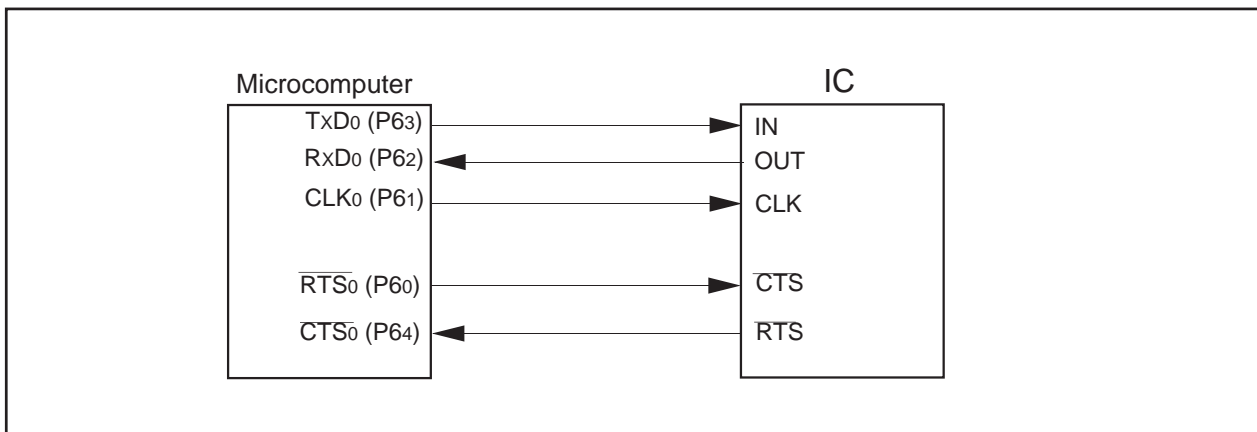 Microcomputer
IC
TxD0 (P63)
IN
RxD0 (P62)
OUT
CLK0 (P61)
CLK
RTS0 (P60)
CTS
CTS0 (P64)
RTS